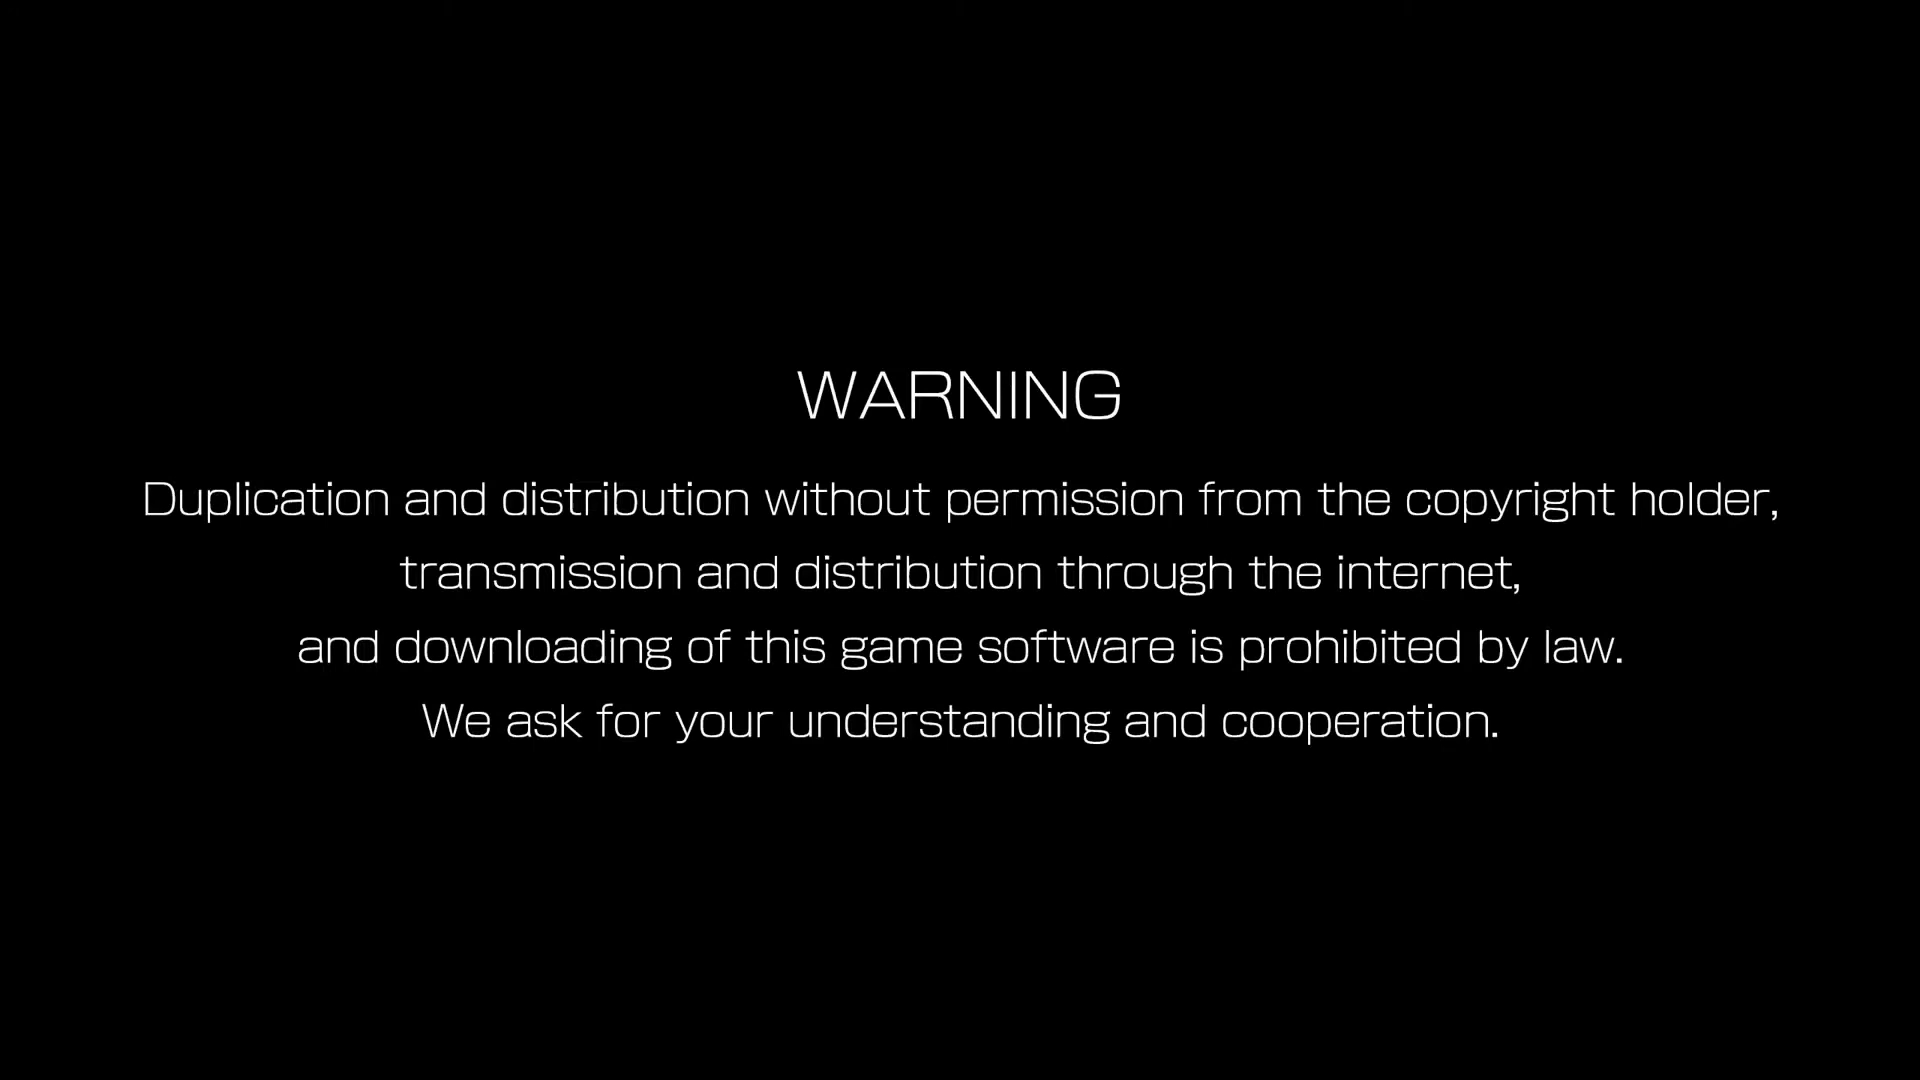 WARNING
Duplication and distribution without permission from the copyright holder,
transmission and distribution through the internet,
and downloading of this game software is prohibited by law.
We ask for your understanding and cooperation.